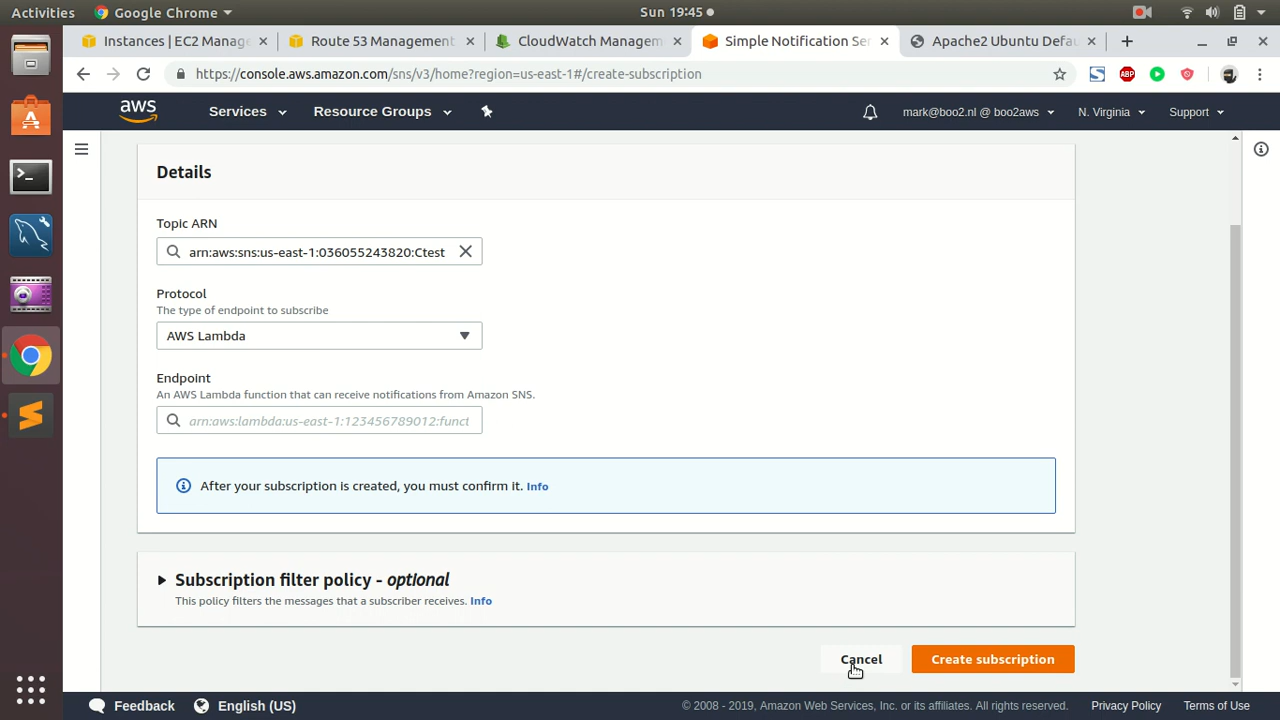 Activities
Google Chrome
Sun 19:45
Instances | EC2 Manage
Route 53 Management
CloudWatch Managem
Simple Notification Ser
Apache2 Ubuntu Defau
https://console.aws.amazon.com/sns/v3/home?region=us-east-1#/create-subscription
ABP
aws
Services
Resource Groups
mark@boo2.nl @ boo2aws
N. Virginia
Support
Details
Topic ARN
arn:aws:sns:us-east-1:036055243820:Ctest
Protocol
The type of endpoint to subscribe
AWS Lambda
Endpoint
An AWS Lambda function that can receive notifications from Amazon SNS.
arn:aws:lambda:us-east-1:123456789012:funct
After your subscription is created, you must confirm it. Info
Subscription filter policy - optional
This policy filters the messages that a subscriber receives. Info
Cancel
Create subscription
Feedback
English (US)
© 2008 - 2019, Amazon Web Services, Inc. or its affiliates. All rights reserved.
Privacy Policy
Terms of Use